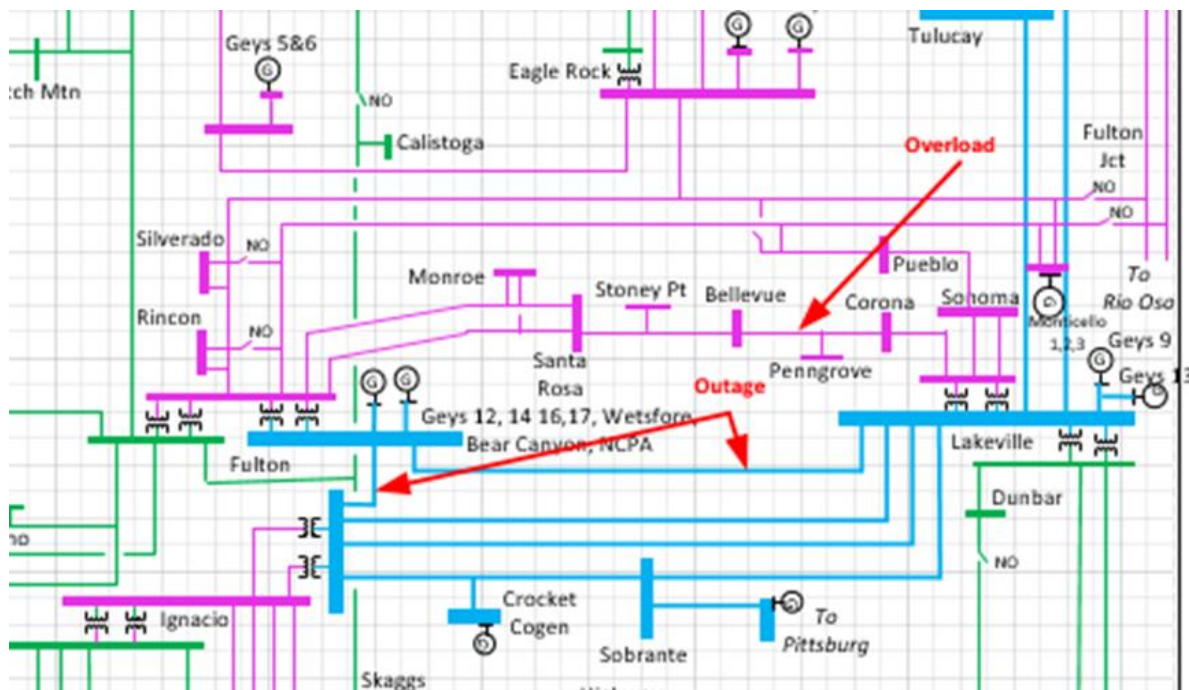 Tulucay
Geys 5&6
G
G
G
Eagle Rock
ch Mtn
NO
Calistoga
Overload
Fulton
Jct
NO
NO
Silverado
NO
Pueblo
To
Rio Oso
Monroe
Stoney Pt
Bellevue
Corona
Sonoma
G
Monticello
1,2,3
Rincon
NO
Santa
Rosa
Penngrove
Geys 9
G
Geys 13
G
Outage
G
G
Geys 12, 14 16,17, Wetsfore,
Bear Canyon, NCPA
Lakeville
Fulton
Dunbar
no
NO
Crocket
Cogen
G
G
To
Pittsburg
Ignacio
Sobrante
Skaggs